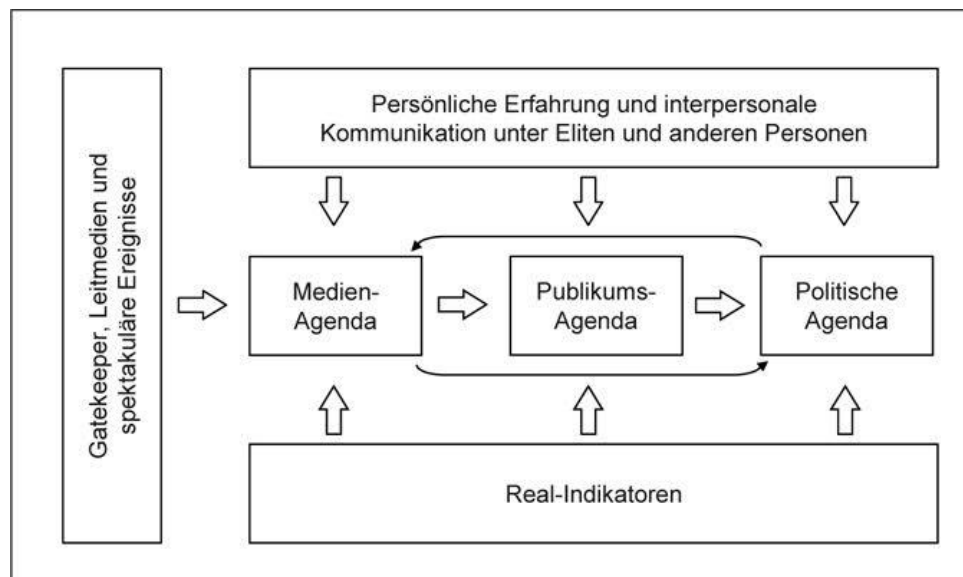 Gatekeeper, Leitmedien und
spektakuläre Ereignisse
Persönliche Erfahrung und interpersonale
Kommunikation unter Eliten und anderen Personen
Medien-
Agenda
Publikums-
Agenda
Politische
Agenda
Real-Indikatoren